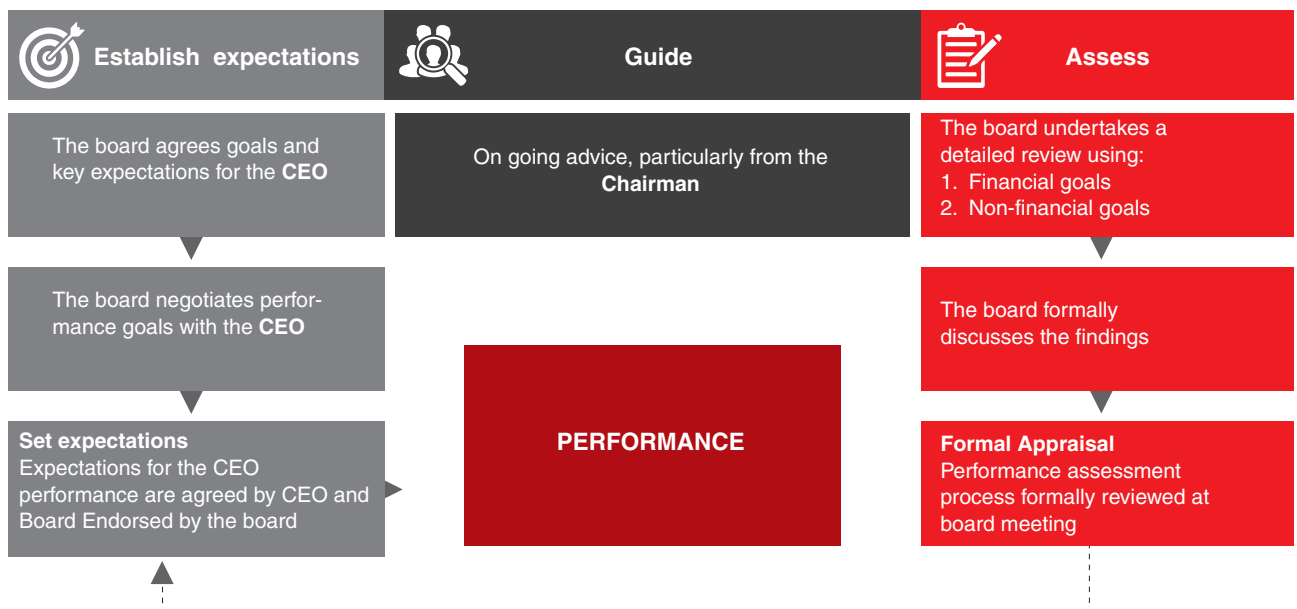 Establish expectations
Guide
Assess
The board agrees goals and
key expectations for the CEO
On going advice, particularly from the
Chairman
The board undertakes a
detailed review using:
1. Financial goals
2. Non-financial goals
The board negotiates perfor-
mance goals with the CEO
The board formally
discusses the findings
PERFORMANCE
Set expectations
Expectations for the CEO
performance are agreed by CEO and
Board Endorsed by the board
Formal Appraisal
Performance assessment
process formally reviewed at
board meeting